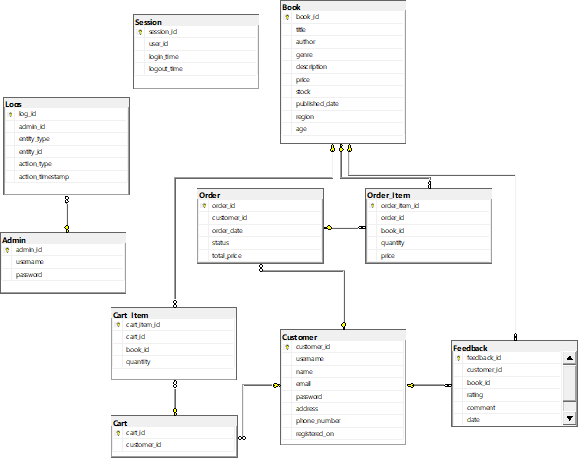 Session
session_id
user_id
login_time
logout_time
Book
book_id
title
author
genre
description
price
stock
published_date
region
age
Logs
log_id
admin_id
entity_type
entity_id
action_type
action_timestamp
Admin
admin_id
username
password
Order
order_id
customer_id
order_date
status
total_price
Order_Item
order_item_id
order_id
book_id
quantity
price
Cart_Item
cart_item_id
cart_id
book_id
quantity
Cart
cart_id
customer_id
Customer
customer_id
username
name
email
password
address
phone_number
registered_on
Feedback
feedback_id
customer_id
book_id
rating
comment
date